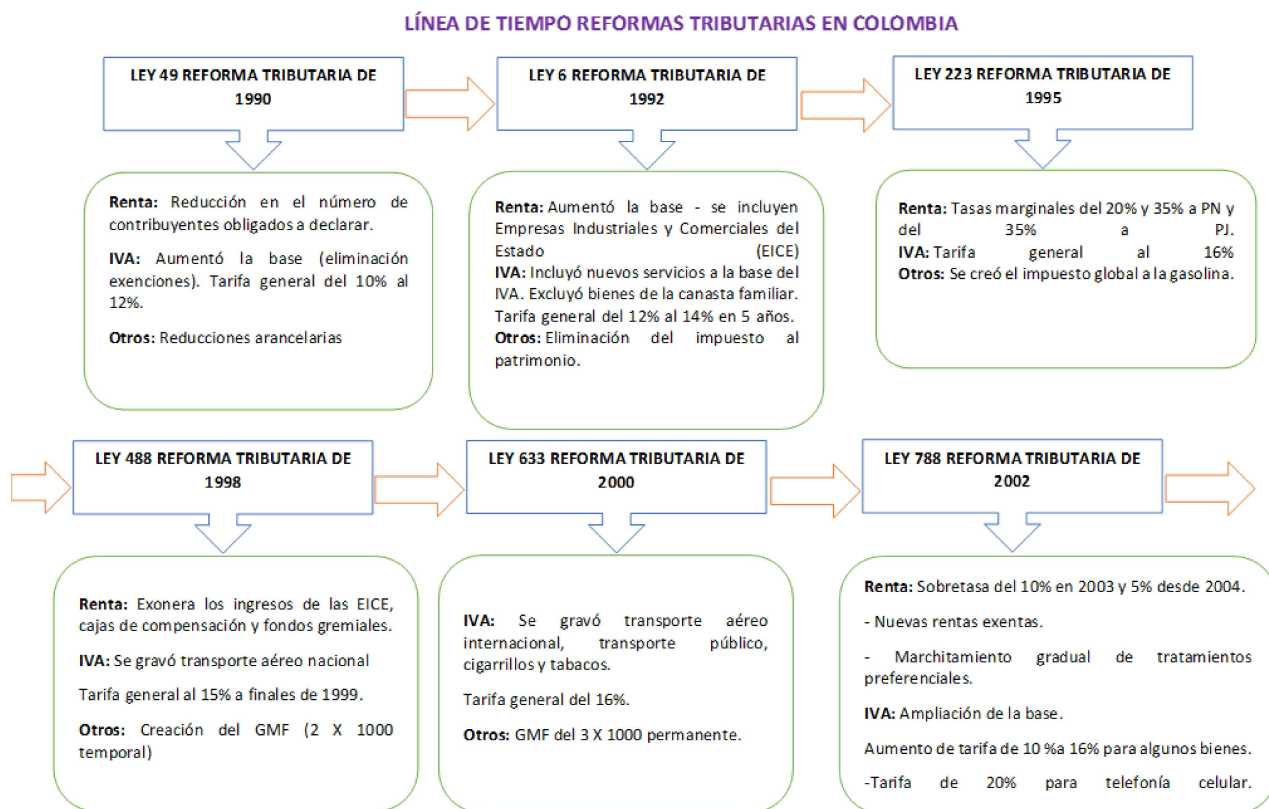 LÍNEA DE TIEMPO REFORMAS TRIBUTARIAS EN COLOMBIA
LEY 49 REFORMA TRIBUTARIA DE
1990
Renta: Reducción en el número de
contribuyentes obligados a declarar.
IVA: Aumentó la base (eliminación
exenciones). Tarifa general del 10% al
12%.
Otros: Reducciones arancelarias
LEY 6 REFORMA TRIBUTARIA DE
1992
Renta: Aumentó la base - se incluyen
Empresas Industriales y Comerciales del
Estado (EICE)
IVA: Incluyó nuevos servicios a la base del
IVA. Excluyó bienes de la canasta familiar.
Tarifa general del 12% al 14% en 5 años.
Otros: Eliminación del impuesto al
patrimonio.
LEY 223 REFORMA TRIBUTARIA DE
1995
Renta: Tasas marginales del 20% y 35% a PN y
del 35% a PJ.
IVA: Tarifa general al 16%
Otros: Se creó el impuesto global a la gasolina.
LEY 488 REFORMA TRIBUTARIA DE
1998
Renta: Exonera los ingresos de las EICE,
cajas de compensación y fondos gremiales.
IVA: Se gravó transporte aéreo nacional
Tarifa general al 15% a finales de 1999.
Otros: Creación del GMF (2 X 1000
temporal)
LEY 633 REFORMA TRIBUTARIA DE
2000
IVA: Se gravó transporte aéreo
internacional, transporte público,
cigarrillos y tabacos.
Tarifa general del 16%.
Otros: GMF del 3 X 1000 permanente.
LEY 788 REFORMA TRIBUTARIA DE
2002
Renta: Sobretasa del 10% en 2003 y 5% desde 2004.
- Nuevas rentas exentas.
- Marchitamiento gradual de tratamientos
preferenciales.
IVA: Ampliación de la base.
Aumento de tarifa de 10 %a 16% para algunos bienes.
-Tarifa de 20% para telefonía celular.